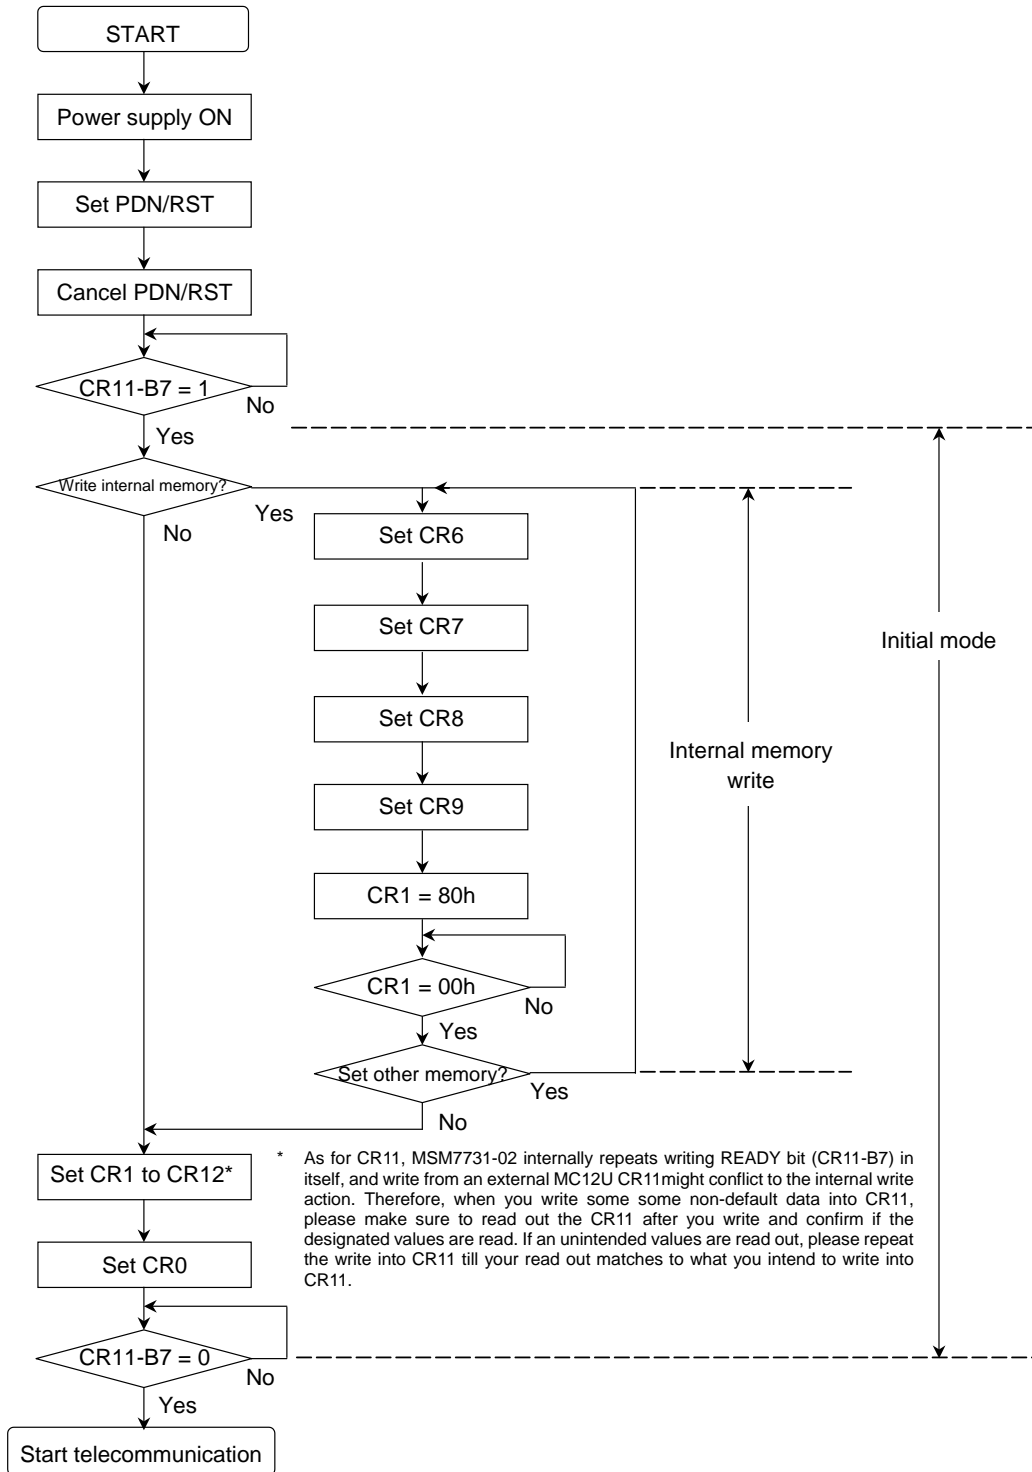 START
Power supply ON
Set PDN/RST
Cancel PDN/RST
CR11-B7 = 1
No
Yes
Write internal memory?
Yes
No
Set CR6
Set CR7
Initial mode
Set CR8
Internal memory
write
Set CR9
CR1 = 80h
CR1 = 00h
No
Yes
Set other memory?
Yes
No
Set CR1 to CR12*
* As for CR11, MSM7731-02 internally repeats writing READY bit (CR11-B7) in
itself, and write from an external MC12U CR11might conflict to the internal write
action. Therefore, when you write some some non-default data into CR11,
please make sure to read out the CR11 after you write and confirm if the
designated values are read. If an unintended values are read out, please repeat
the write into CR11 till your read out matches to what you intend to write into
CR11.
Set CR0
CR11-B7 = 0
No
Yes
Start telecommunication